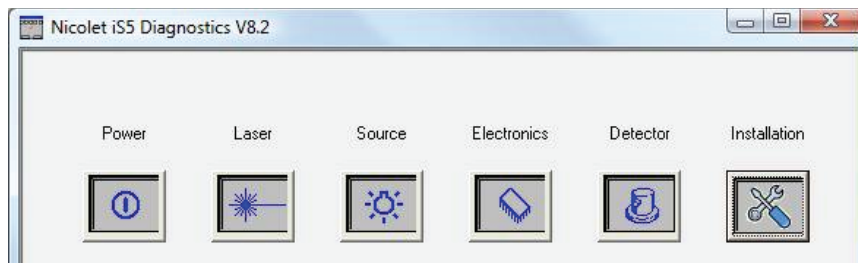 Nicolet iS5 Diagnostics V8.2
Power Laser Source Electronics Detector Installation